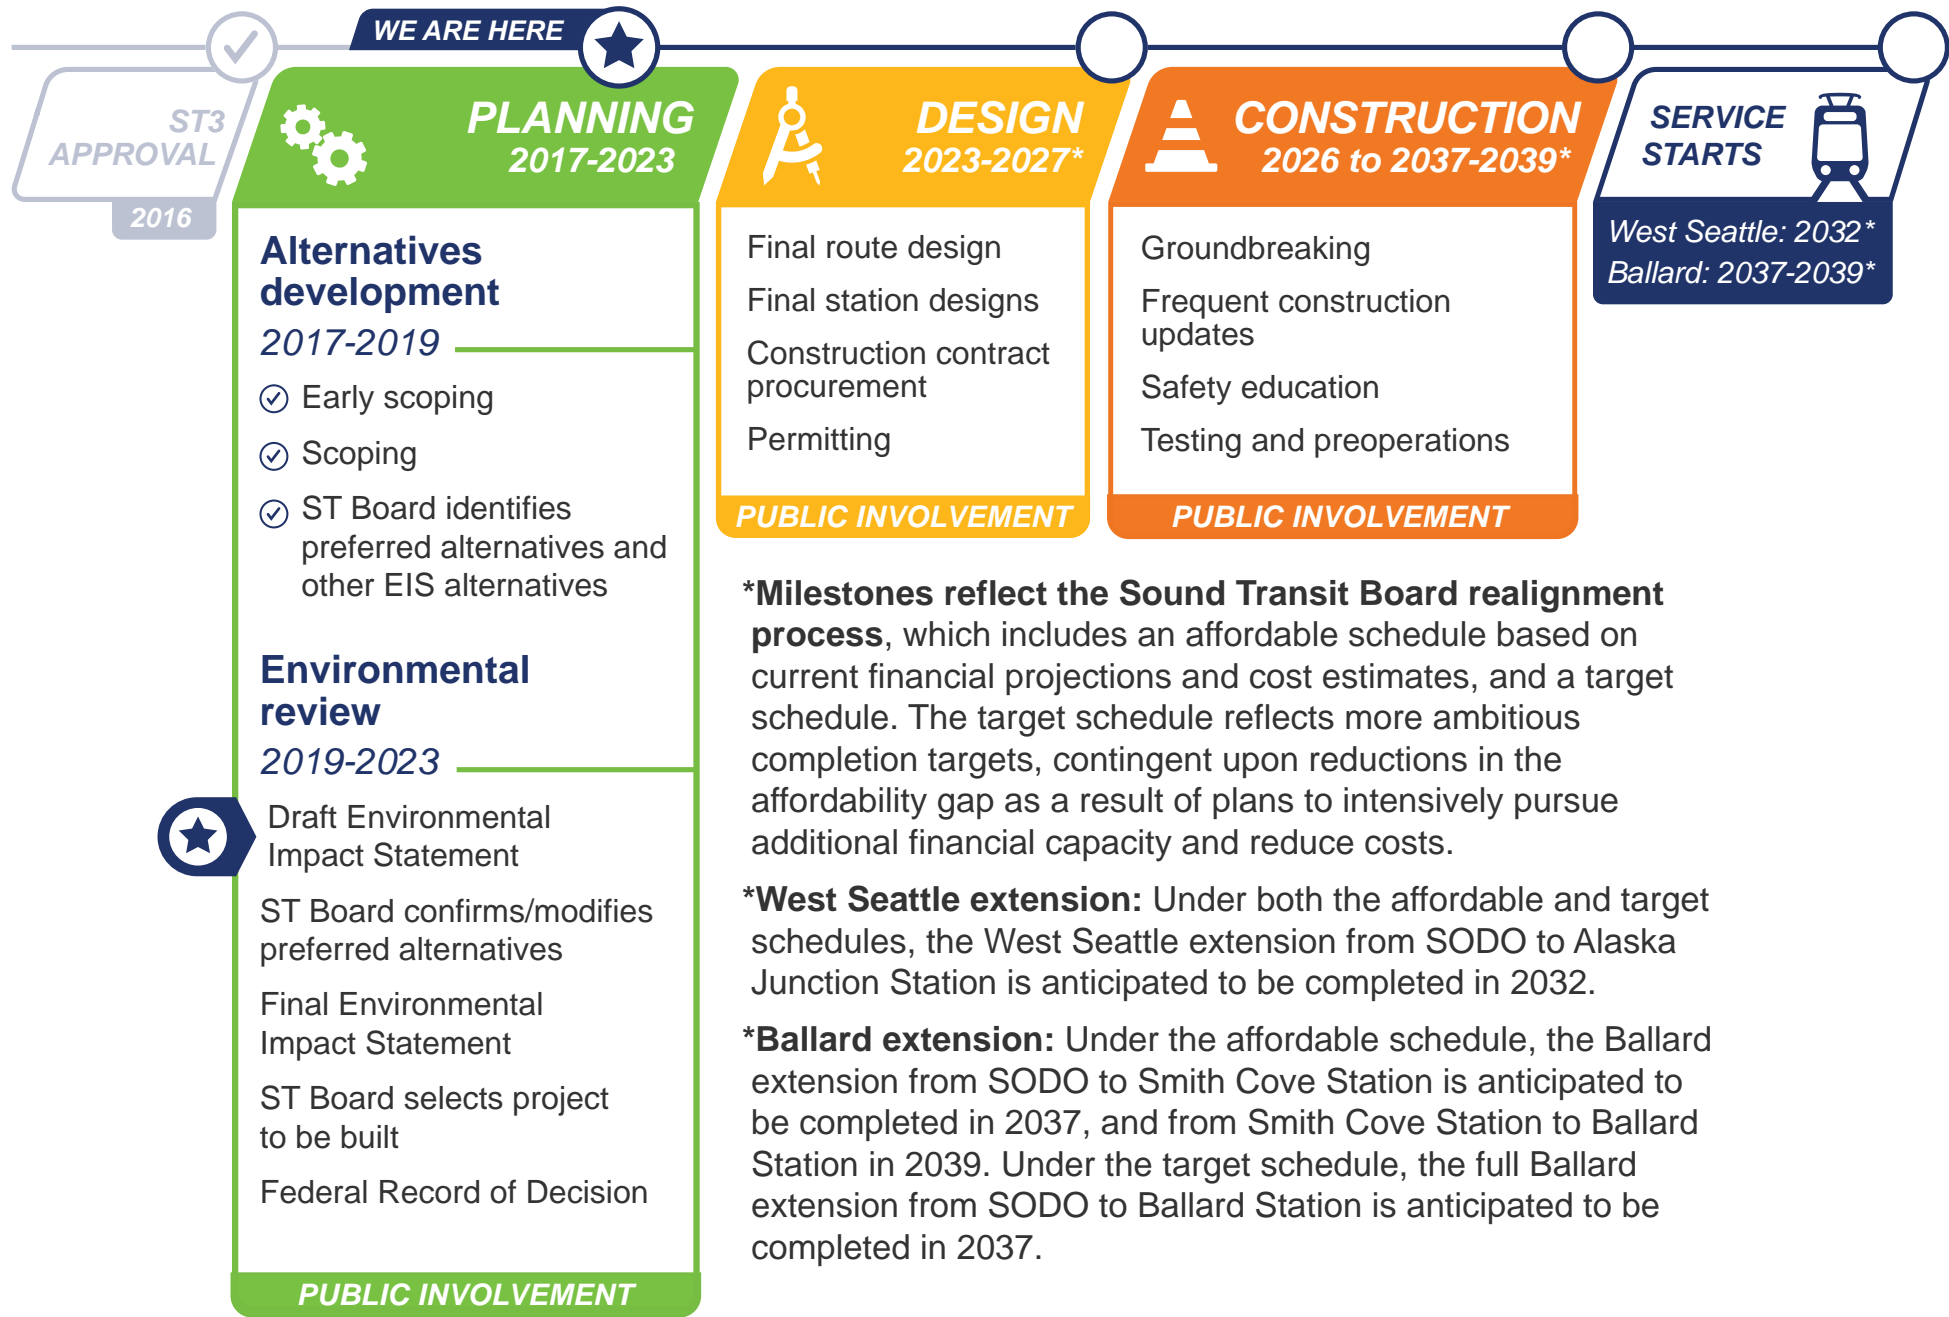 WE ARE HERE
ST3
APPROVAL
2016
PLANNING
2017-2023
Alternatives
development
2017-2019
Early scoping
Scoping
ST Board identifies
preferred alternatives and
other EIS alternatives
Environmental
review
2019-2023
Draft Environmental
Impact Statement
ST Board confirms/modifies
preferred alternatives
Final Environmental
Impact Statement
ST Board selects project
to be built
Federal Record of Decision
PUBLIC INVOLVEMENT
DESIGN
2023-2027*
Final route design
Final station designs
Construction contract
procurement
Permitting
PUBLIC INVOLVEMENT
CONSTRUCTION
2026 to 2037-2039*
Groundbreaking
Frequent construction
updates
Safety education
Testing and preoperations
PUBLIC INVOLVEMENT
SERVICE
STARTS
West Seattle: 2032*
Ballard: 2037-2039*
*Milestones reflect the Sound Transit Board realignment
process, which includes an affordable schedule based on
current financial projections and cost estimates, and a target
schedule. The target schedule reflects more ambitious
completion targets, contingent upon reductions in the
affordability gap as a result of plans to intensively pursue
additional financial capacity and reduce costs.
*West Seattle extension: Under both the affordable and target
schedules, the West Seattle extension from SODO to Alaska
Junction Station is anticipated to be completed in 2032.
*Ballard extension: Under the affordable schedule, the Ballard
extension from SODO to Smith Cove Station is anticipated to
be completed in 2037, and from Smith Cove Station to Ballard
Station in 2039. Under the target schedule, the full Ballard
extension from SODO to Ballard Station is anticipated to be
completed in 2037.